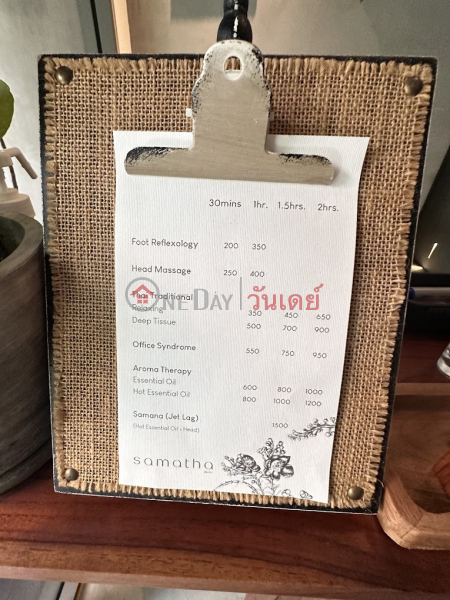 30mins 1hr. 1.5hrs. 2hrs.
Foot Reflexology 200 350
Head Massage 250 400
Thai Traditional
ONEDAY วันเดย์
Relaxing 350 450 650
Deep Tissue 500 700 900
Office Syndrome 550 750 950
Aroma Therapy
Essential Oil 600 800 1000
Hot Essential Oil 800 1000 1200
Samana (Jet Lag) 1500
(Hot Essential Oil + Head)
samatha